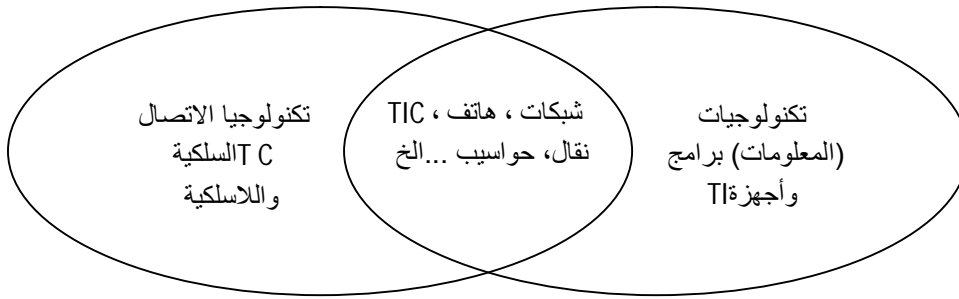 تكنولوجيات
(المعلومات) برامج
وأجهزةTI
شبكات ، هاتف ، TIC
نقال، حواسيب ...الخ
تكنولوجيا الاتصال
T Cالسلكية
واللاسلكية